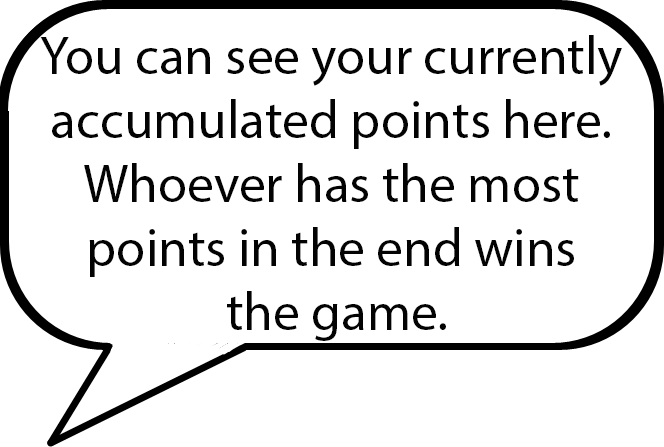 You can see your currently
accumulated points here.
Whoever has the most
points in the end wins
the game.